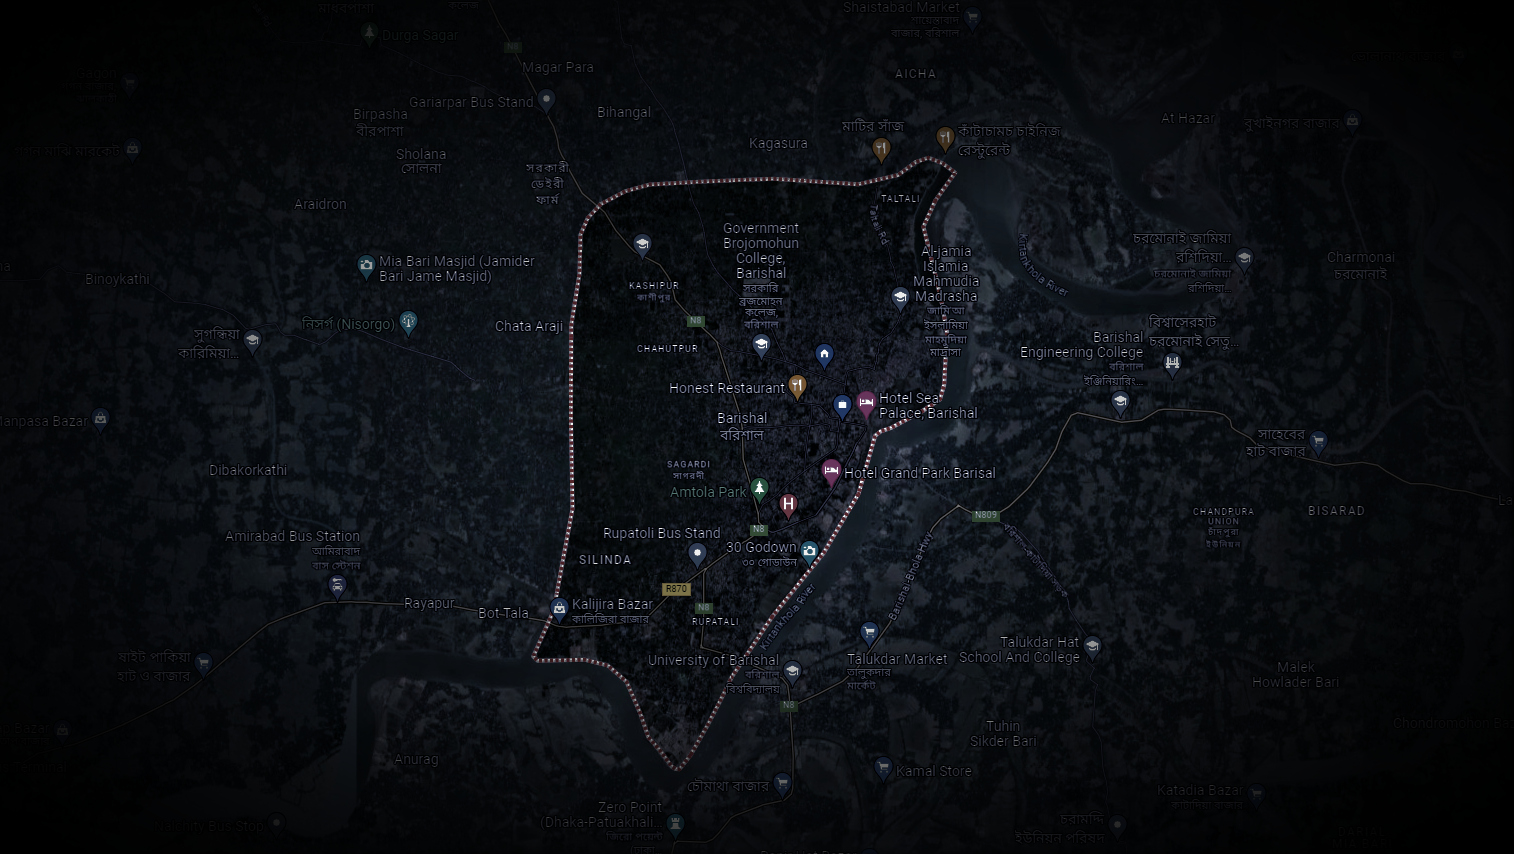 Shaistabad Market
Durga Sagar
N8
Magar Para
AICHA
Gariarpar Bus Stand
Birpasha
বীরপাশা
Bihangal
At Hazar
বুখাইনগর বাজার
মাটির সাঁজ
কাঁটাচামচ চাইনিজ
রেস্টুরেন্ট
Kagasura
Sholana
সোলনা
সরকারী
ডেইরী
ফার্ম
Araidron
TALTALI
Government
Brojomohun
College,
Barishal
সরকারি
ব্রজমোহন
কলেজ,
বরিশাল
চরমোনাই জামিয়া
রশিদিয়া...
চরমোনাই জামিয়া
রশিদিয়া...
Charmonai
চরমোনাই
Kirtankhola River
Al-jamia
Islamia
Mahmudia
Madrasha
জামি'আ
ইসলামিয়া
মাহমুদিয়া
মাদ্রাসা
Mia Bari Masjid (Jamider
Bari Jame Masjid)
Binoykathi
KASHIPUR
কাশীপুর
নিসর্গ (Nisorgo)
Chata Araji
N8
সুগন্ধিয়া
কারিমিয়া...
CHAHUTPUR
বিশ্বাসেরহাট
চরমোনাই সেতু...
Barishal
Engineering College
বরিশাল
ইঞ্জিনিয়ারিং...
Honest Restaurant
Hotel Sea
Palace, Barishal
Manpasa Bazar
Barishal
বরিশাল
সাহেবের
হাট বাজার
Dibakorkathi
SAGARDI
সাগরদী
Hotel Grand Park Barisal
Amtola Park
H
N809
CHANDPURA
UNION
চাঁদপুরা
ইউনিয়ন
BISARAD
Amirabad Bus Station
আমিরাবাদ
বাস স্টেশন
Rupatoli Bus Stand
N8
30 Godown
৩০ গোডাউন
SILINDA
R870
Barishal-Bhola Hwy
Rayapur
Bot Tala
Kalijira Bazar
কালিজিরা বাজার
N8
RUPATALI
Kirtankhola River
University of Barishal
বরিশাল
বিশ্ববিদ্যালয়
Talukdar Market
তালুকদার
মার্কেট
Talukdar Hat
School And College
হাট ও বাজার
Malek
Howlader Bari
N8
Tuhin
Sikder Bari
Anurag
চৌমাথা বাজার
Kamal Store
Katadia Bazar
Zero Point
(Dhaka-Patuakhali...
জিরো পয়েন্ট
চরামদ্দি
ইউনিয়ন পরিষদ